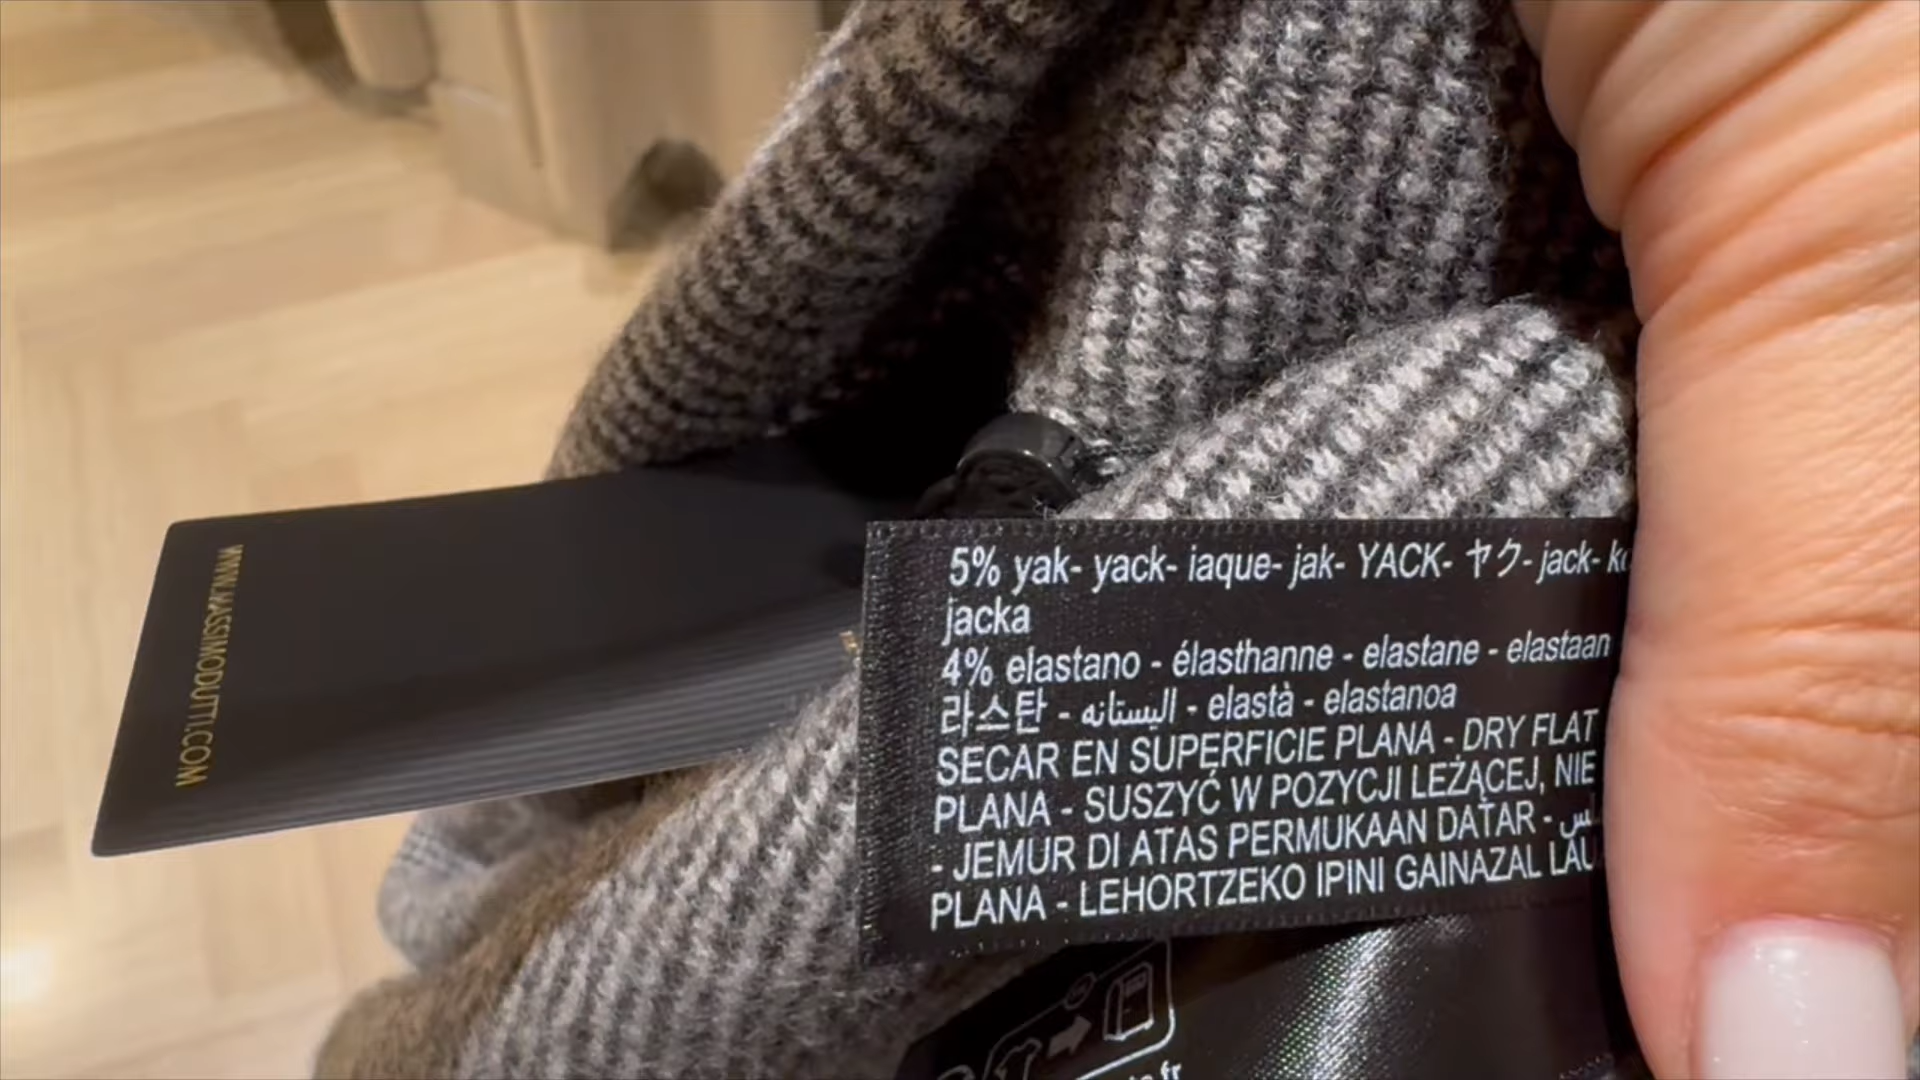 WWW.MASSIMODUTTI.COM
5% yak- yack- iaque- jak- YACK- ヤク- jack-
jacka
4% elastano - élasthanne - elastane - elastaan
라스탄 - اليستانه - elastà - elastanoa
SECAR EN SUPERFICIE PLANA - DRY FLAT
PLANA - SUSZYĆ W POZYCJI LEŻĄCEJ, NIE
- JEMUR DI ATAS PERMUKAAN DATAR -
PLANA - LEHORTZEKO IPINI GAINAZAL